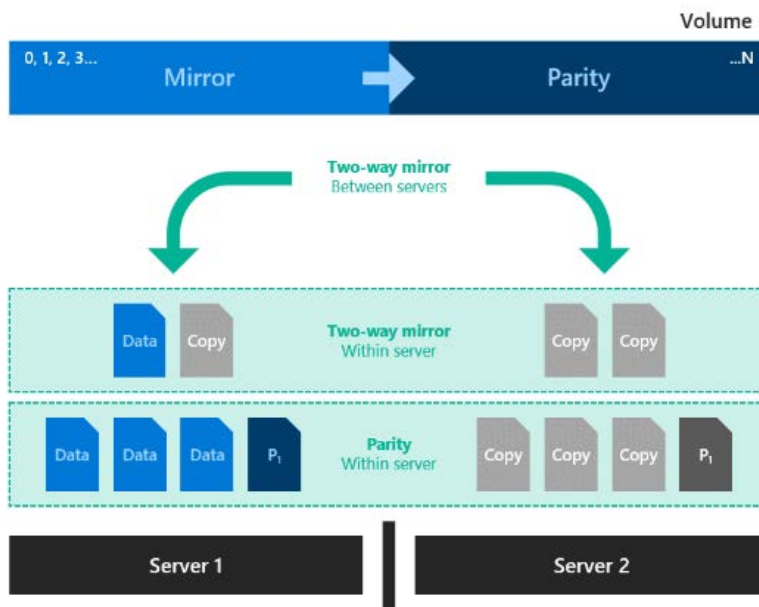 Volume
0, 1, 2, 3...
...N
Mirror
Parity
Two-way mirror
Between servers
Data
Copy
Two-way mirror
Within server
Copy
Copy
Data
Data
Data
P₁
Parity
Within server
Copy
Copy
Copy
P₁
Server 1
Server 2